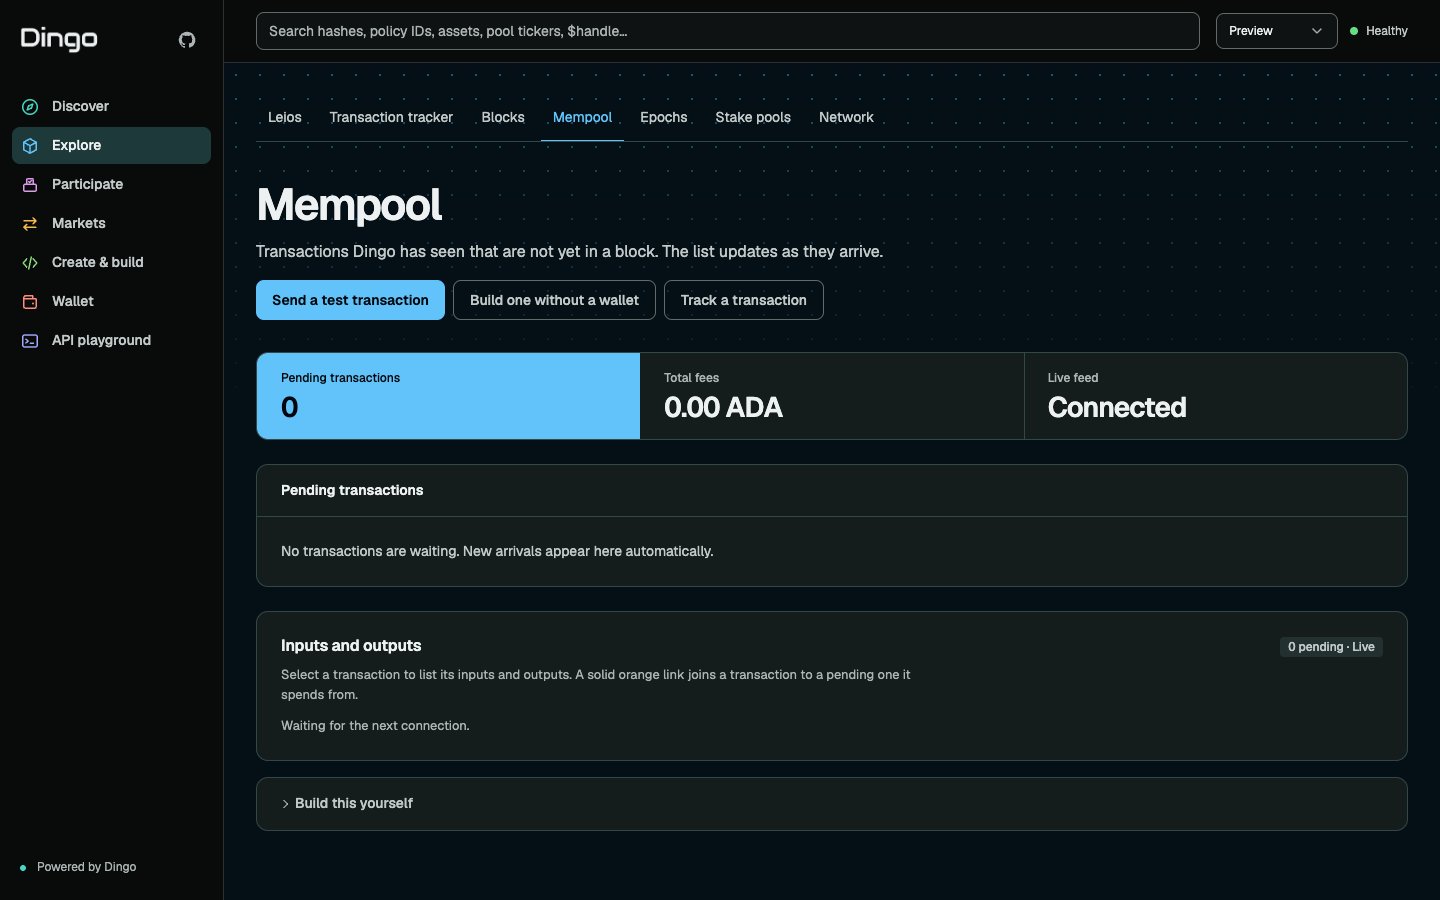 Dingo
Search hashes, policy IDs, assets, pool tickers, $handle...
Preview
Healthy
Discover
Explore
Participate
Markets
Create & build
Wallet
API playground
Leios
Transaction tracker
Blocks
Mempool
Epochs
Stake pools
Network
Mempool
Transactions Dingo has seen that are not yet in a block. The list updates as they arrive.
Send a test transaction
Build one without a wallet
Track a transaction
Pending transactions
0
Total fees
0.00 ADA
Live feed
Connected
Pending transactions
No transactions are waiting. New arrivals appear here automatically.
Inputs and outputs
0 pending · Live
Select a transaction to list its inputs and outputs. A solid orange link joins a transaction to a pending one it
spends from.
Waiting for the next connection.
Build this yourself
Powered by Dingo